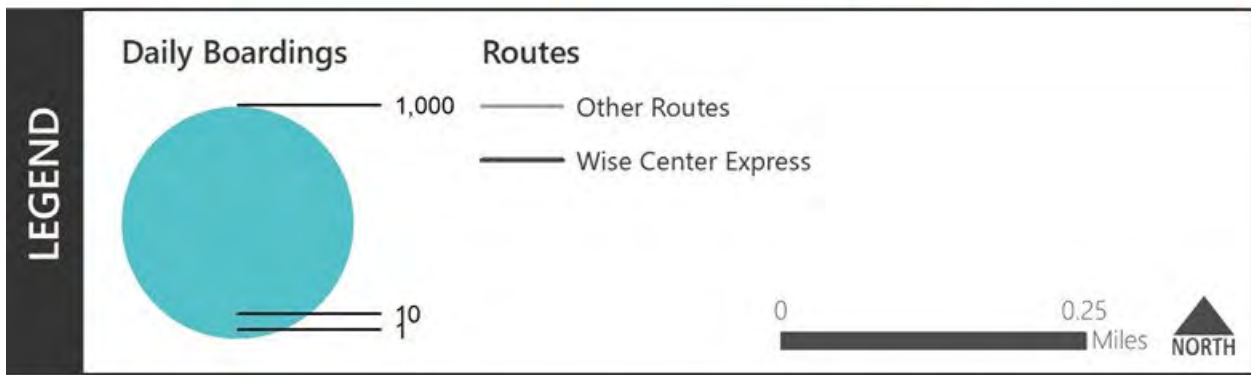 LEGEND
Daily Boardings
1,000
10
1
Routes
Other Routes
Wise Center Express
0 0.25
Miles
NORTH